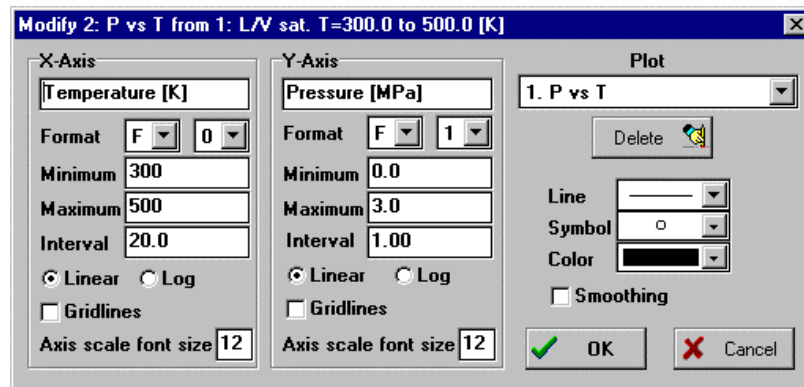 Modify 2: P vs T from 1: L/V sat. T=300.0 to 500.0 [K]
X-Axis
Temperature [K]
Format F 0
Minimum 300
Maximum 500
Interval 20.0
Linear Log
Gridlines
Axis scale font size 12
Y-Axis
Pressure [MPa]
Format F 1
Minimum 0.0
Maximum 3.0
Interval 1.00
Linear Log
Gridlines
Axis scale font size 12
Plot
1. P vs T
Delete
Line
Symbol
Color
Smoothing
OK
Cancel